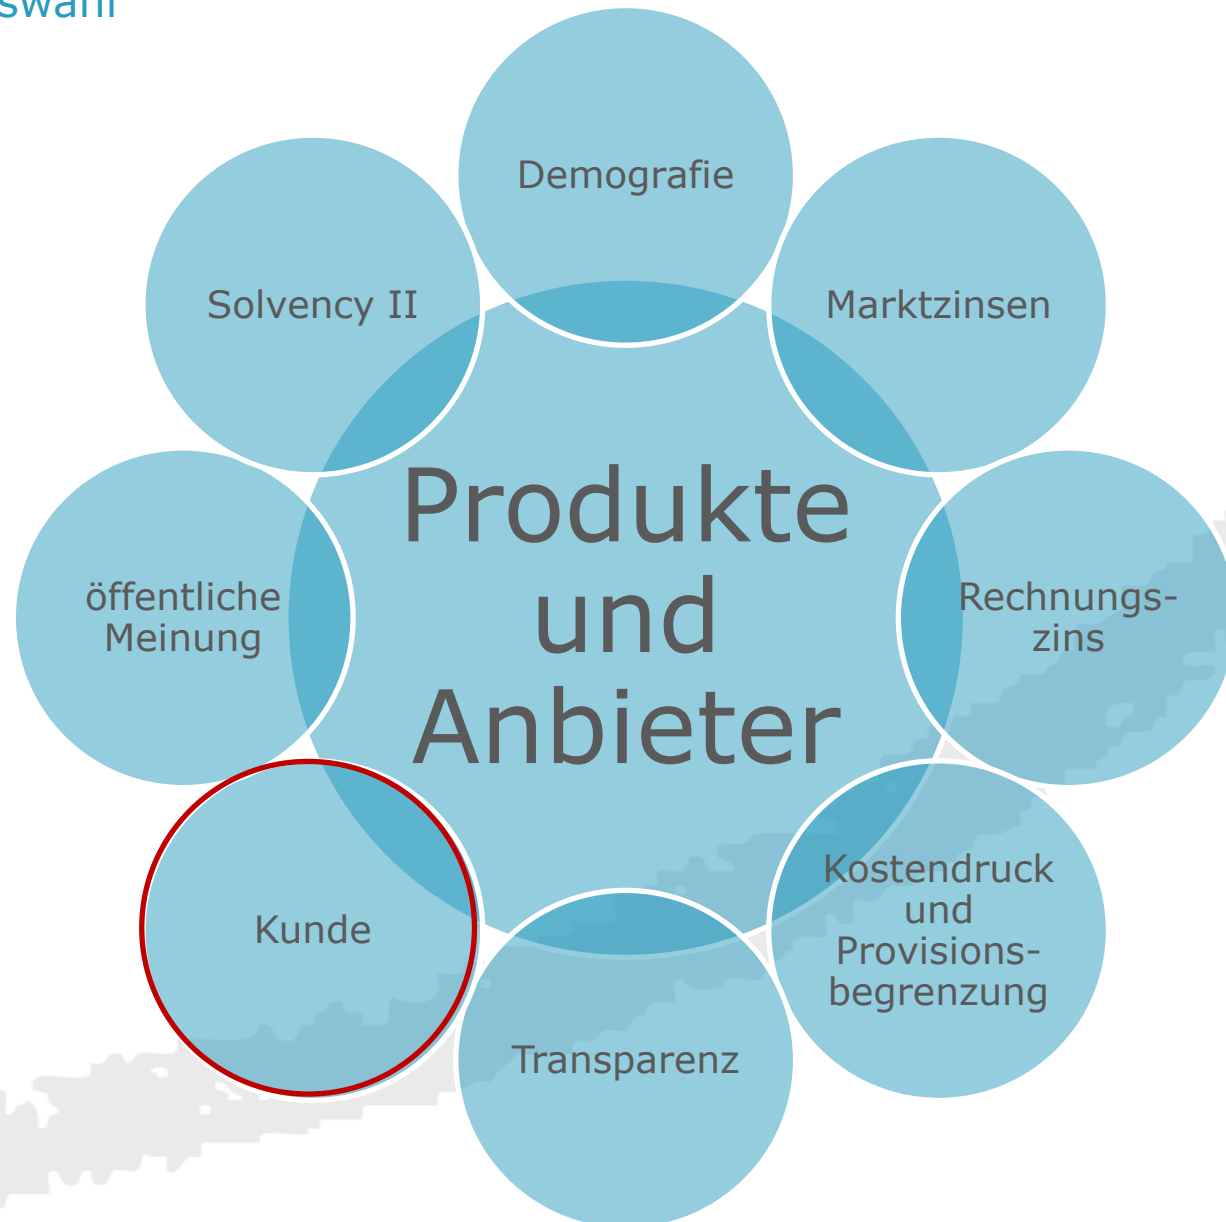 Demografie
Solvency II
Marktzinsen
Produkte
und
Anbieter
öffentliche
Meinung
Rechnungs-
zins
Kunde
Kostendruck
und
Provisions-
begrenzung
Transparenz